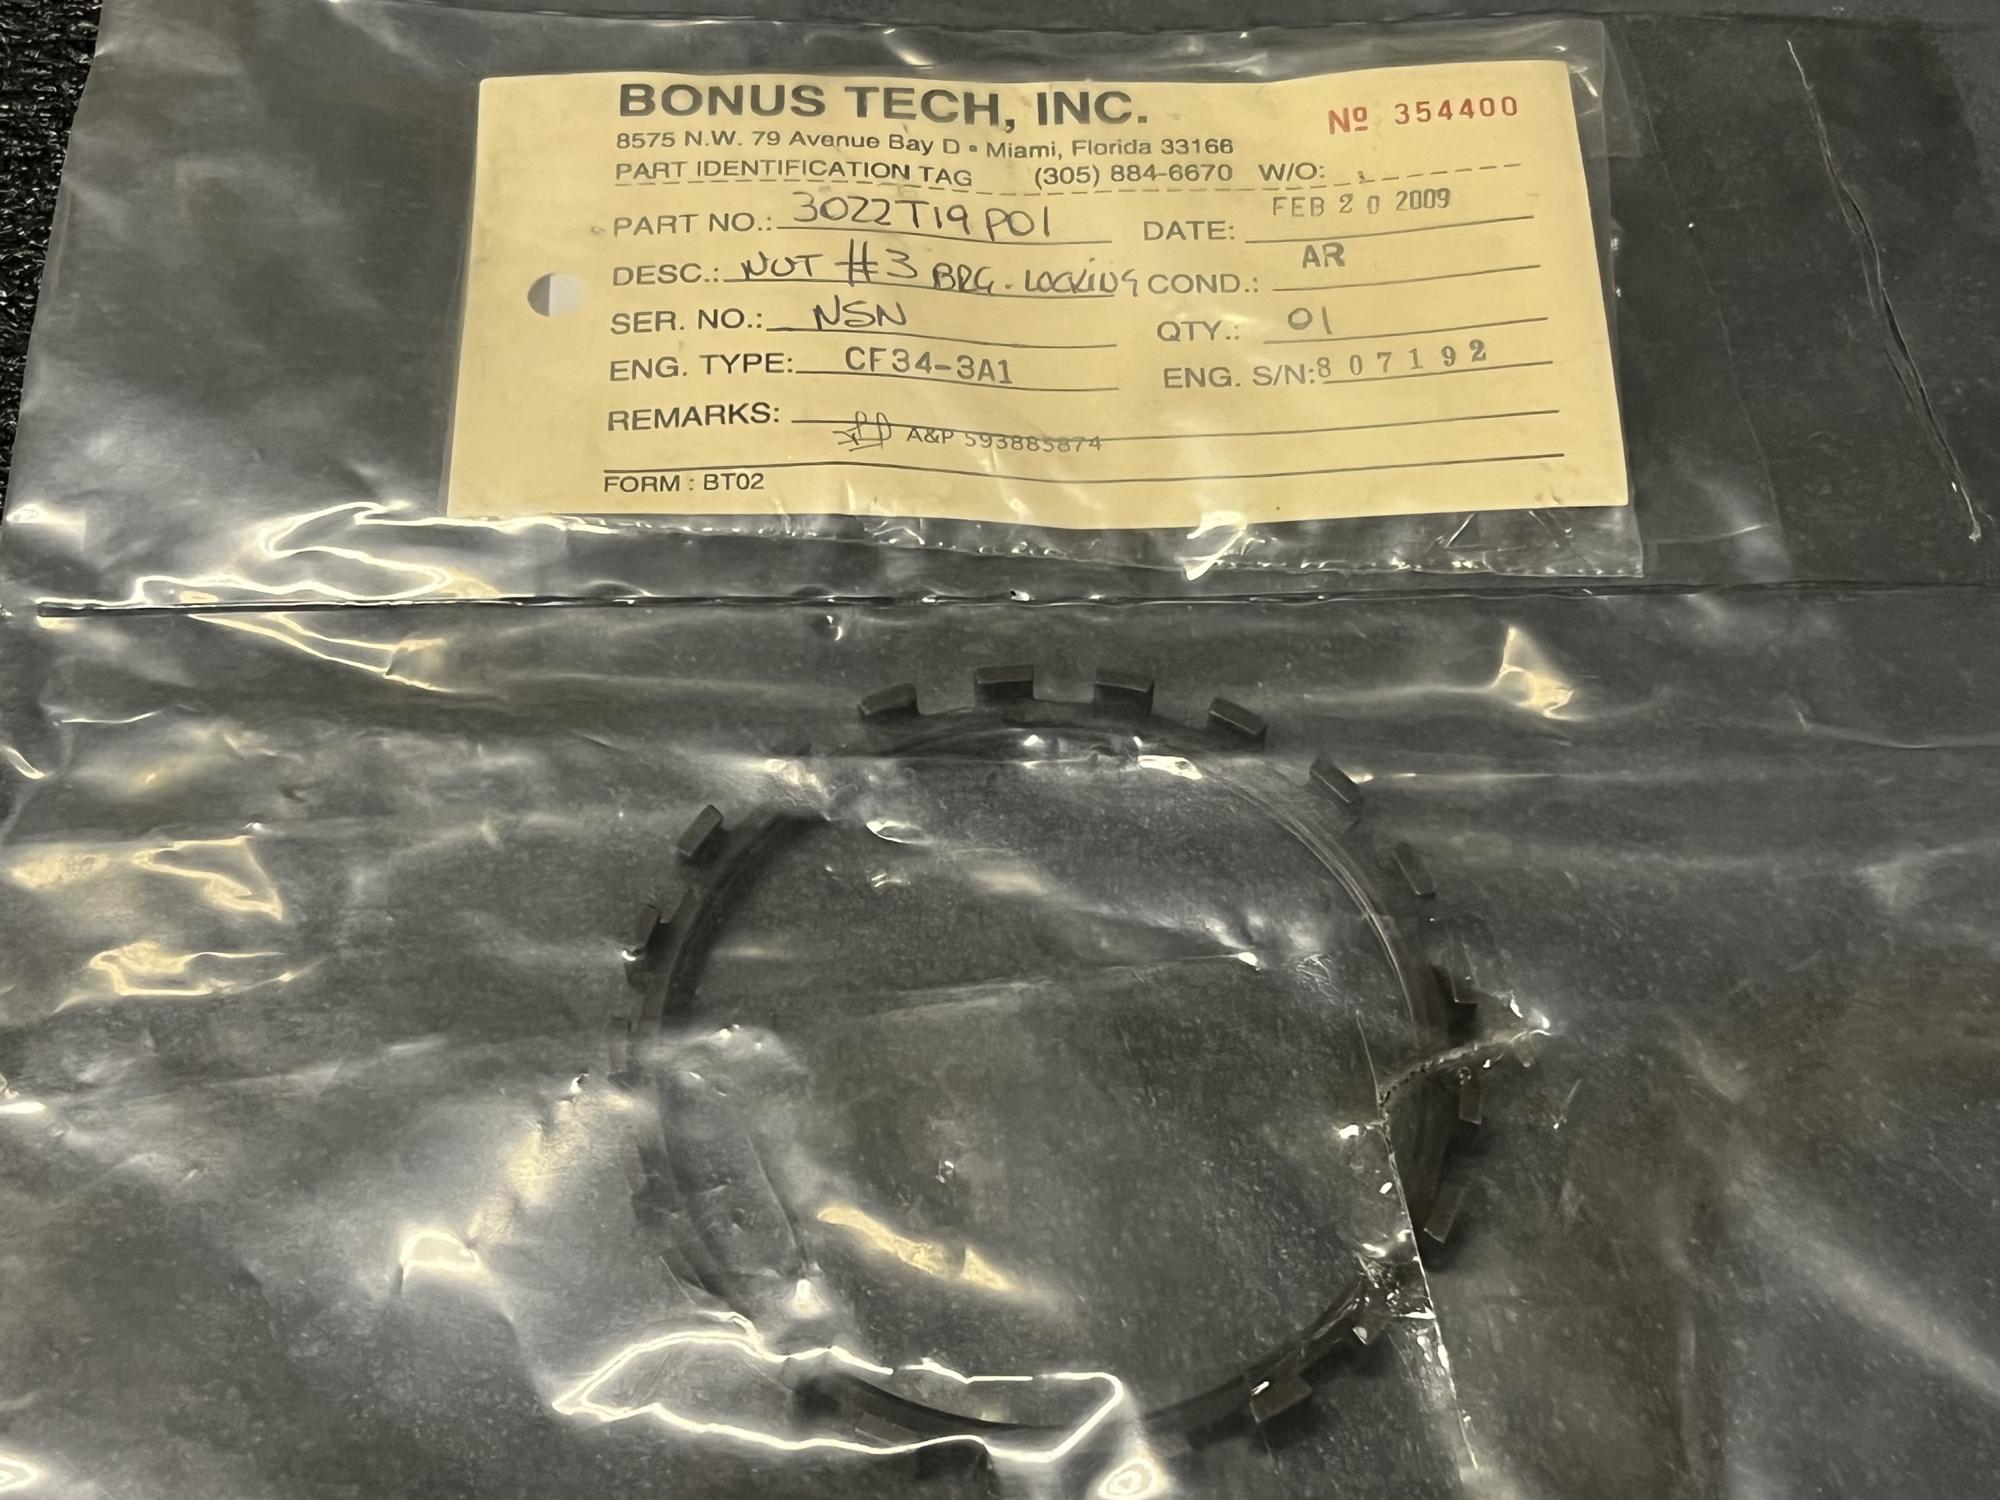 BONUS TECH, INC.
Nº 354400
8575 N.W. 79 Avenue Bay D • Miami, Florida 33166
PART IDENTIFICATION TAG (305) 884-6670 W/O:
PART NO.: 3022T19P01 DATE: FEB 20 2009
DESC.: NUT #3 BRG. LOCKING COND.: AR
SER. NO.: NSN QTY.: 01
ENG. TYPE: CF34-3A1 ENG. S/N: 807192
REMARKS:
A&P 593885874
FORM : BT02